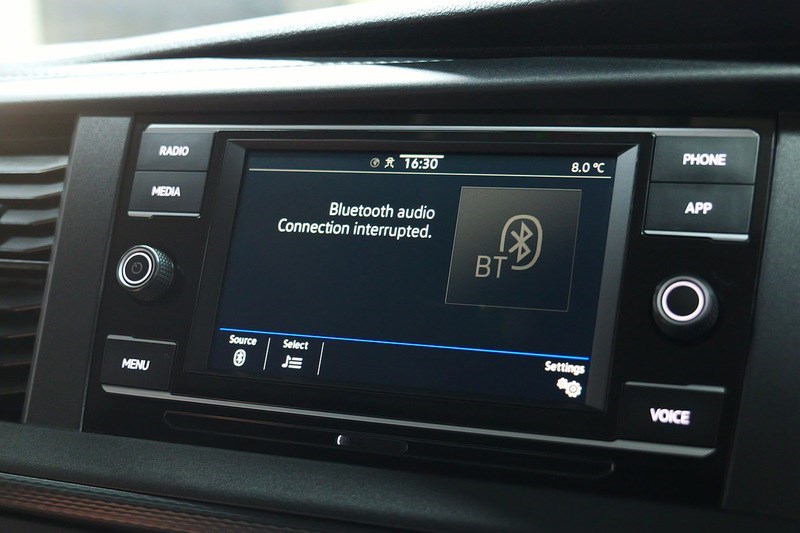 RADIO
MEDIA
MENU
16:30
8.0 °C
Bluetooth audio
Connection interrupted.
BT
Source
Select
Settings
PHONE
APP
VOICE